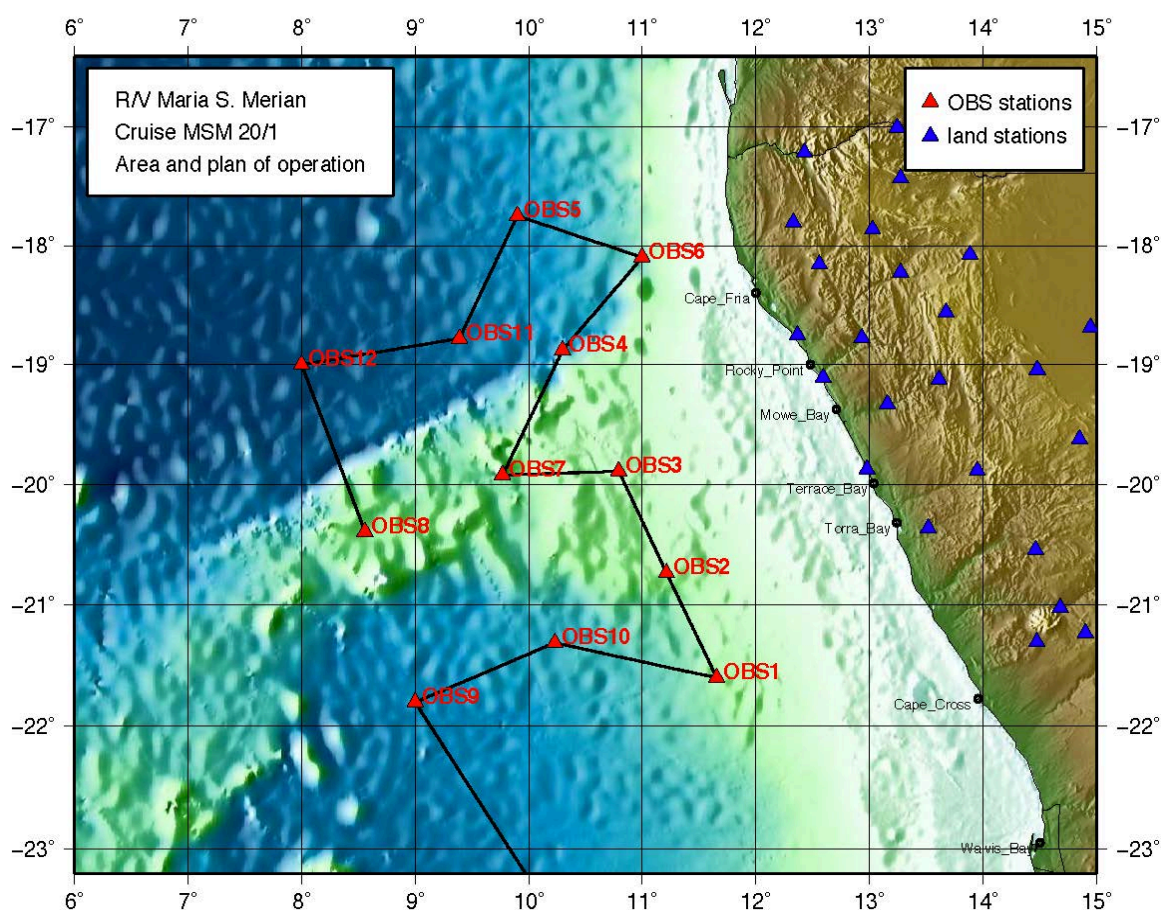 6° 7° 8° 9° 10° 11° 12° 13° 14° 15°
R/V Maria S. Merian
Cruise MSM 20/1
Area and plan of operation
OBS stations
land stations
-17° -17°
OBS5
-18° -18°
OBS6
Cape_Fria
OBS11
OBS4
-19° -19°
OBS12
Rocky_Point
Mowe_Bay
OBS7
OBS3
-20° -20°
Terrace_Bay
Torra_Bay
OBS8
OBS2
-21° -21°
OBS10
OBS1
OBS9
Cape_Cross
-22° -22°
Walvis_Bay
-23° -23°
6° 7° 8° 9° 10° 11° 12° 13° 14° 15°